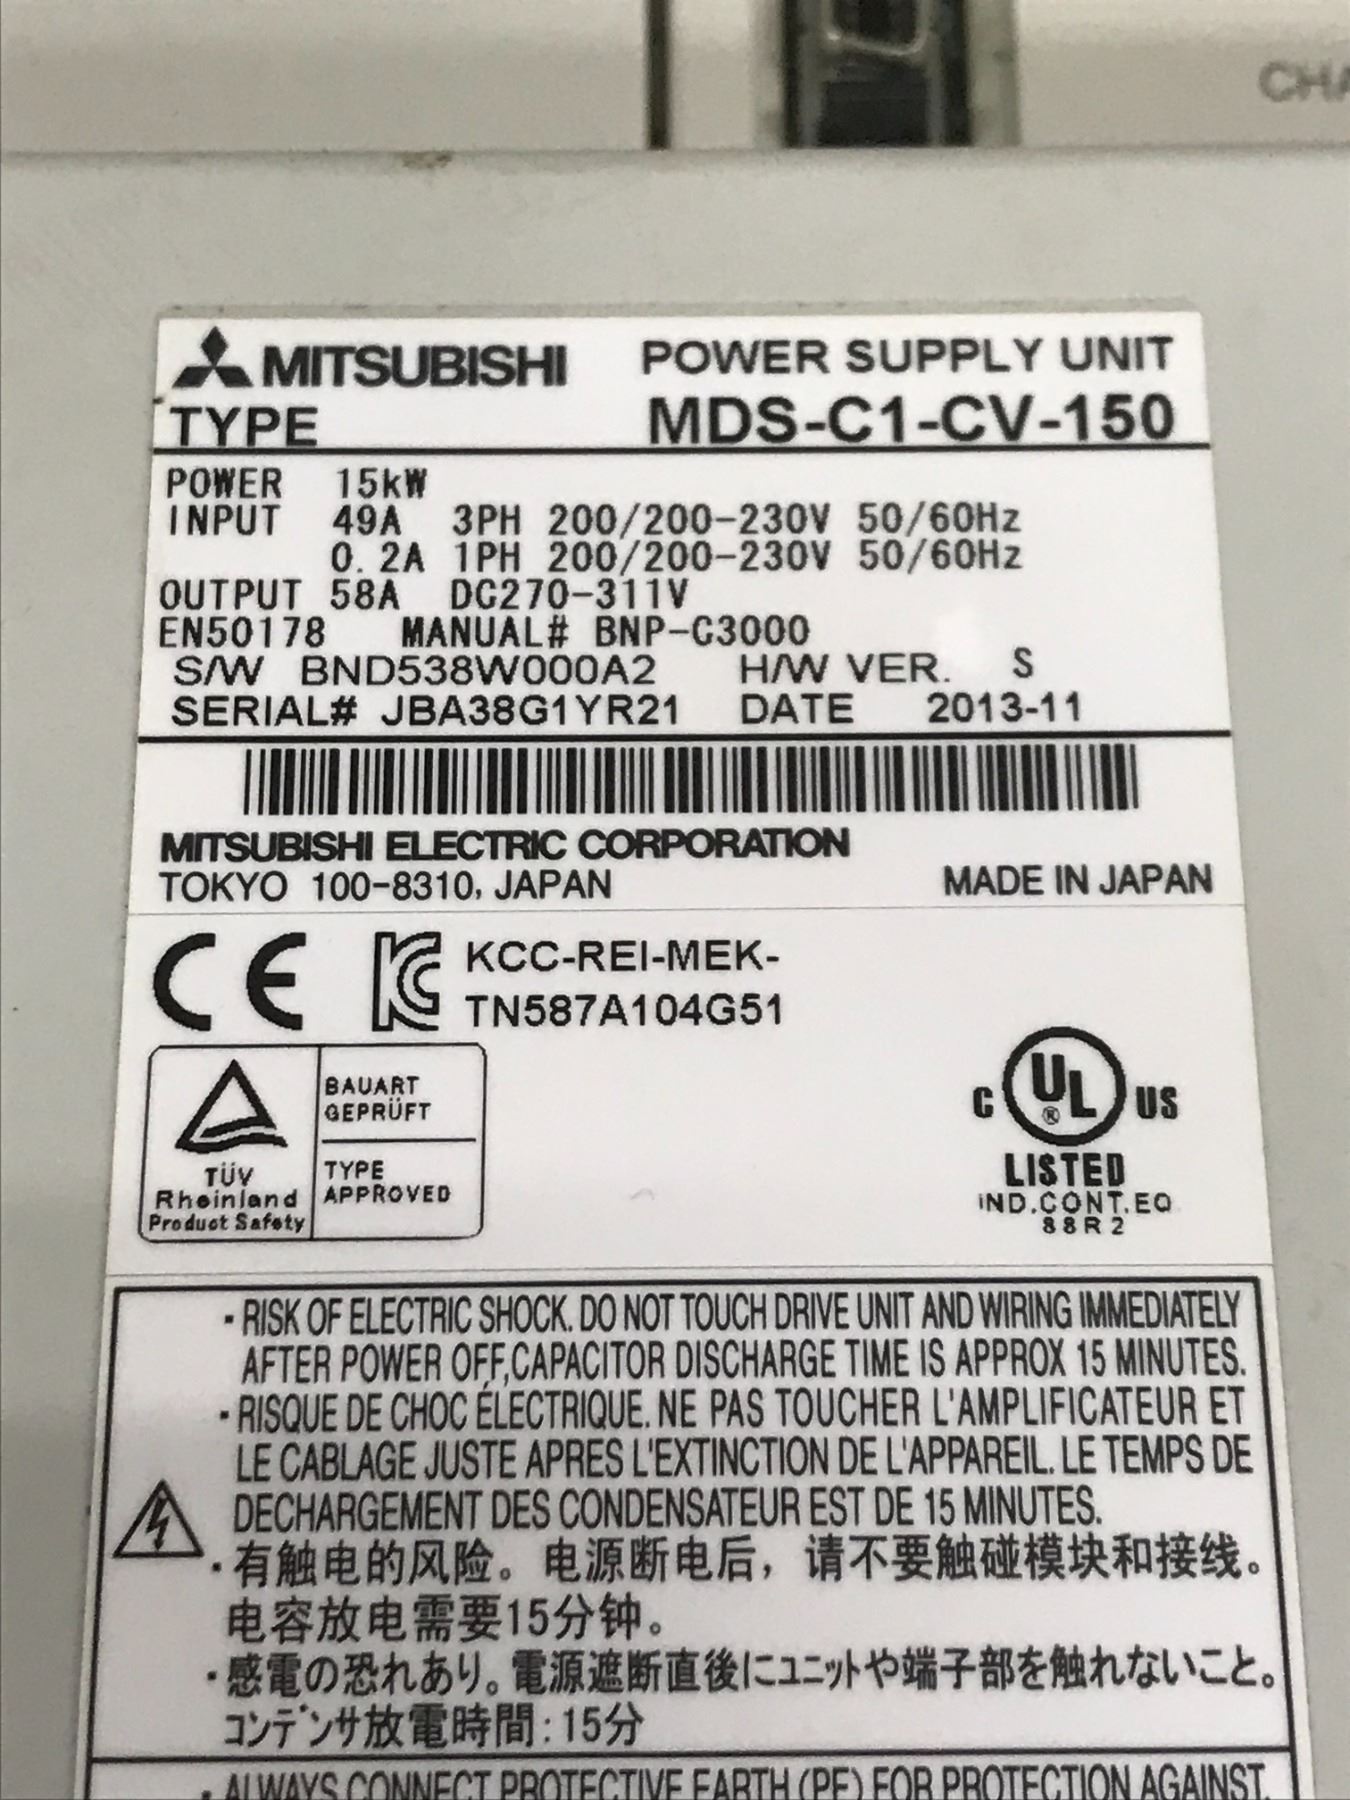 CHA
MITSUBISHI POWER SUPPLY UNIT
TYPE MDS-C1-CV-150
POWER 15kW
INPUT 49A 3PH 200/200-230V 50/60Hz
0.2A 1PH 200/200-230V 50/60Hz
OUTPUT 58A DC270-311V
EN50178 MANUAL# BNP-C3000
S/W BND538W000A2 H/W VER. S
SERIAL# JBA38G1YR21 DATE 2013-11
MITSUBISHI ELECTRIC CORPORATION
TOKYO 100-8310, JAPAN MADE IN JAPAN
CE KC KCC-REI-MEK-
TN587A104G51
BAUART
GEPRÜFT
TÜV
Rheinland
Product Safety
TYPE
APPROVED
C UL ® US
LISTED
IND.CONT.EQ
88R2
・RISK OF ELECTRIC SHOCK. DO NOT TOUCH DRIVE UNIT AND WIRING IMMEDIATELY
AFTER POWER OFF,CAPACITOR DISCHARGE TIME IS APPROX 15 MINUTES.
・RISQUE DE CHOC ÉLECTRIQUE. NE PAS TOUCHER L'AMPLIFICATEUR ET
LE CABLAGE JUSTE APRES L'EXTINCTION DE L'APPAREIL. LE TEMPS DE
DECHARGEMENT DES CONDENSATEUR EST DE 15 MINUTES.
・有触电的风险。电源断电后，请不要触碰模块和接线。
电容放电需要15分钟。
・感電の恐れあり。電源遮断直後にユニットや端子部を触れないこと。
コンデンサ放電時間：15分
・ALWAYS CONNECT PROTECTIVE EARTH (PE) FOR PROTECTION AGAINST